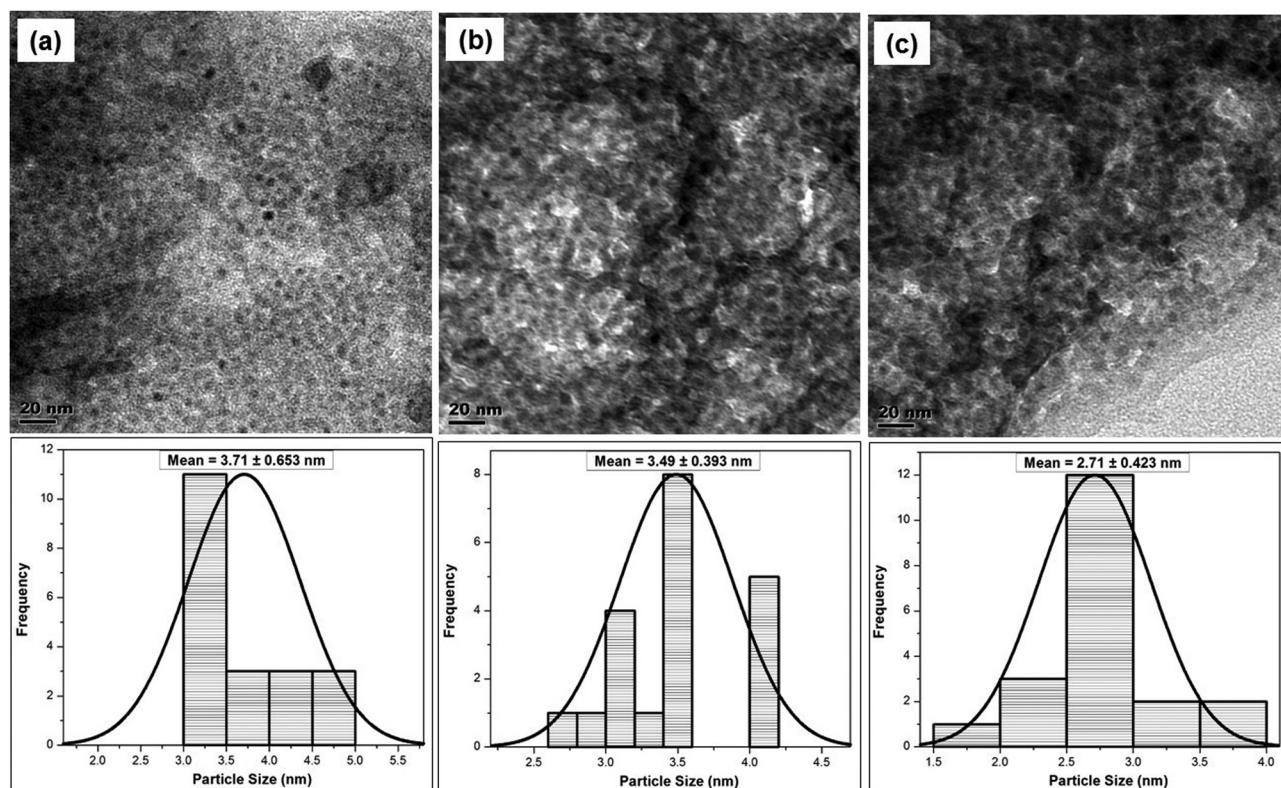 (a)
20 nm
(b)
20 nm
(c)
20 nm
Mean = 3.71 ± 0.653 nm
Frequency
12
10
8
6
4
2
0
2.0 2.5 3.0 3.5 4.0 4.5 5.0 5.5
Particle Size (nm)
Mean = 3.49 ± 0.393 nm
Frequency
8
6
4
2
0
2.5 3.0 3.5 4.0 4.5
Particle Size (nm)
Mean = 2.71 ± 0.423 nm
Frequency
12
10
8
6
4
2
0
1.5 2.0 2.5 3.0 3.5 4.0
Particle Size (nm)